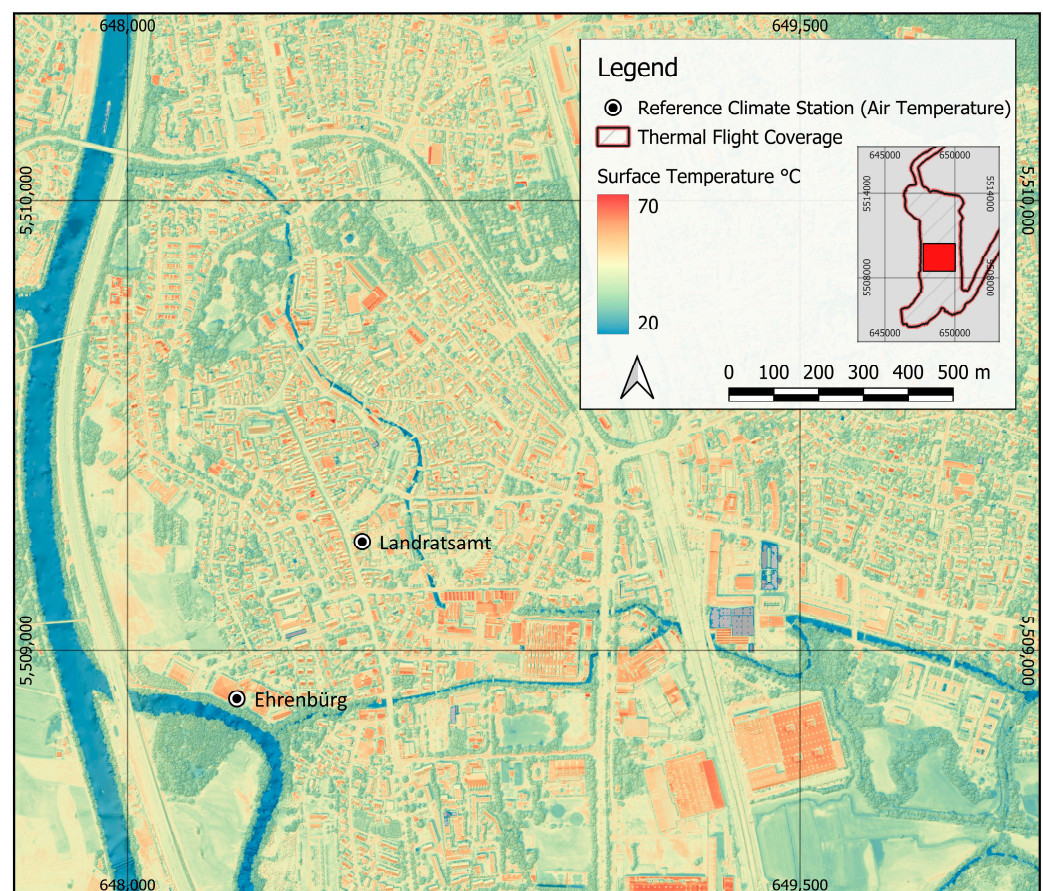 648,000
649,500
Legend
Reference Climate Station (Air Temperature)
Thermal Flight Coverage
Surface Temperature °C
70
20
645000
650000
5514000
5514000
5508000
5508000
645000
650000
0 100 200 300 400 500 m
5,510,000
5,510,000
Landratsamt
5,509,000
5,509,000
Ehrenbürg
648,000
649,500